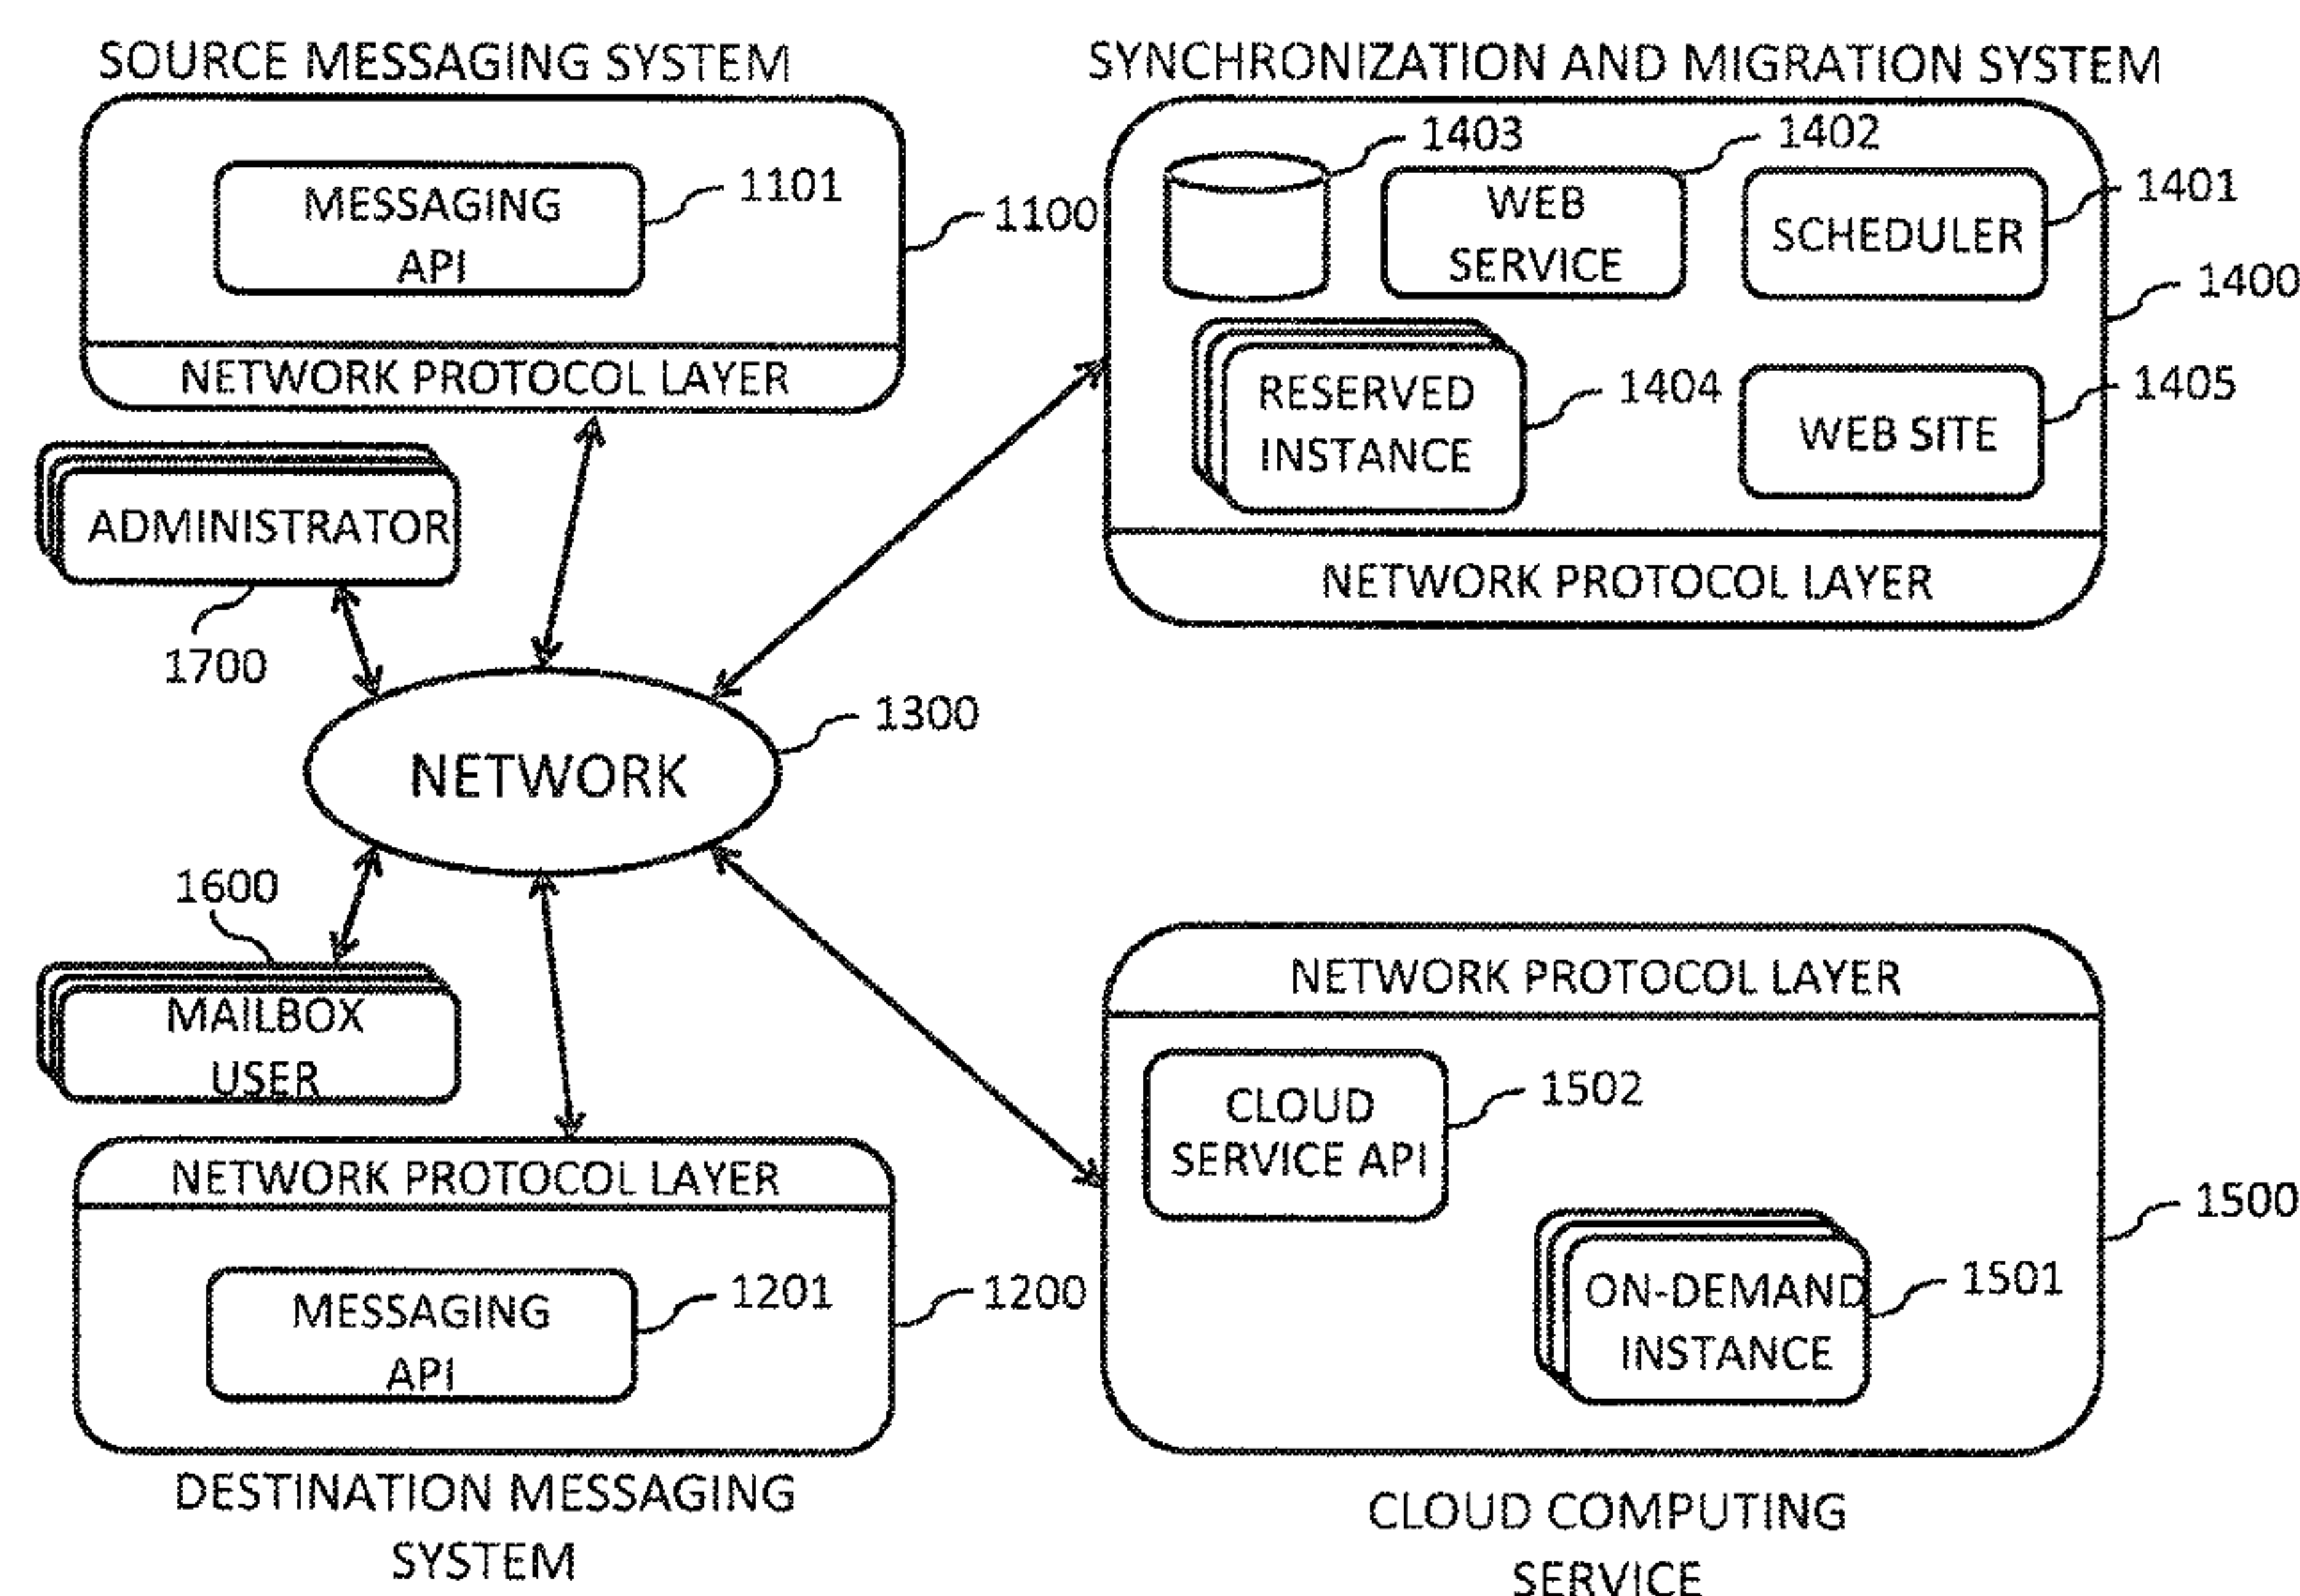 SOURCE MESSAGING SYSTEM
MESSAGING
API
1101
1100
NETWORK PROTOCOL LAYER
SYNCHRONIZATION AND MIGRATION SYSTEM
1403
1402
WEB
SERVICE
1401
SCHEDULER
1400
RESERVED
INSTANCE
1404
1405
WEB SITE
NETWORK PROTOCOL LAYER
ADMINISTRATOR
1700
1300
NETWORK
1600
MAILBOX
USER
NETWORK PROTOCOL LAYER
MESSAGING
API
1201
1200
DESTINATION MESSAGING
SYSTEM
NETWORK PROTOCOL LAYER
CLOUD
SERVICE API
1502
1500
ON-DEMAND
INSTANCE
1501
CLOUD COMPUTING
SERVICE